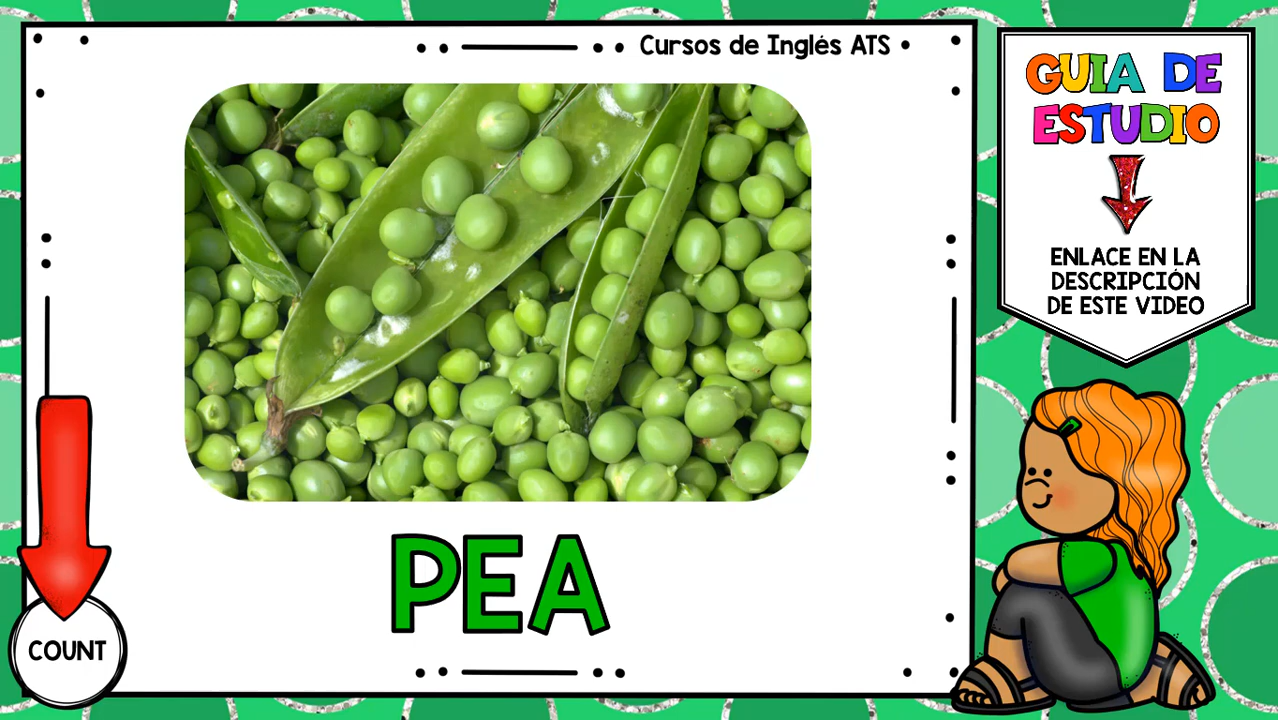 Cursos de Inglés ATS
GUIA DE
ESTUDIO
ENLACE EN LA
DESCRIPCIÓN
DE ESTE VIDEO
PEA
COUNT